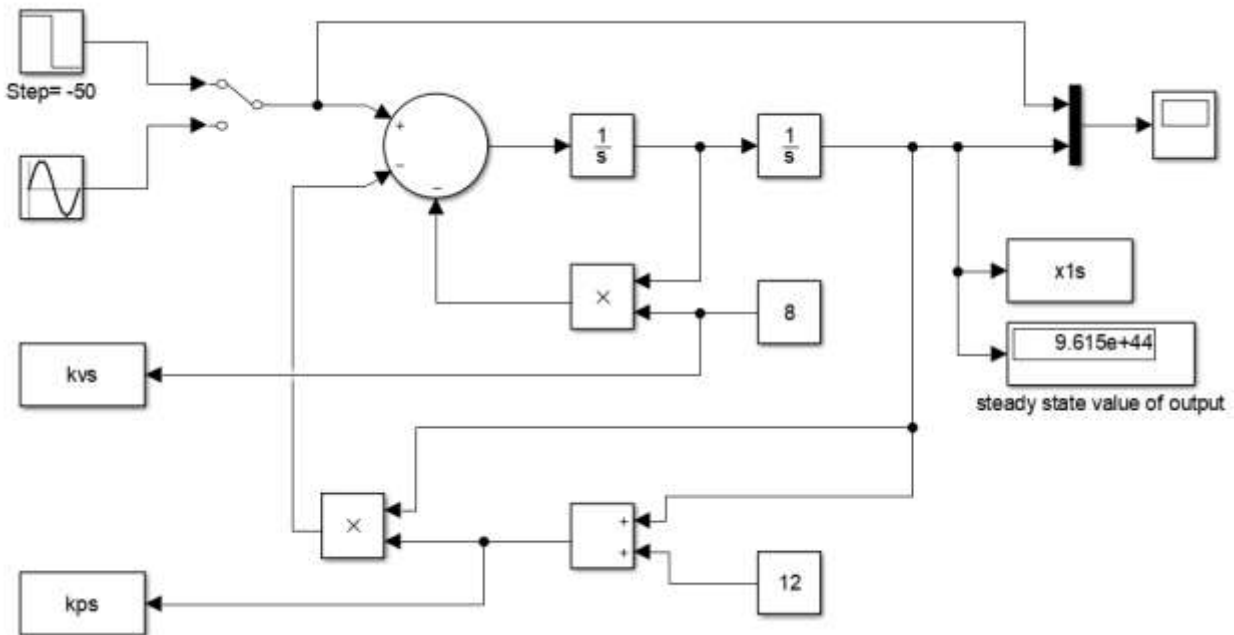 Step= -50
+
−
−
1
s
1
s
×
8
x1s
9.615e+44
steady state value of output
kvs
×
+
+
12
kps